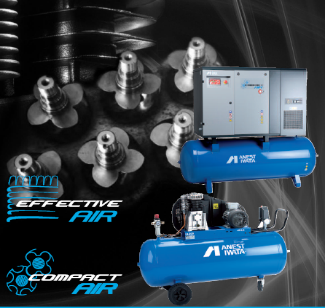 ANEST
IWATA
EFFECTIVE
AIR
ANEST
IWATA
COMPACT
AIR